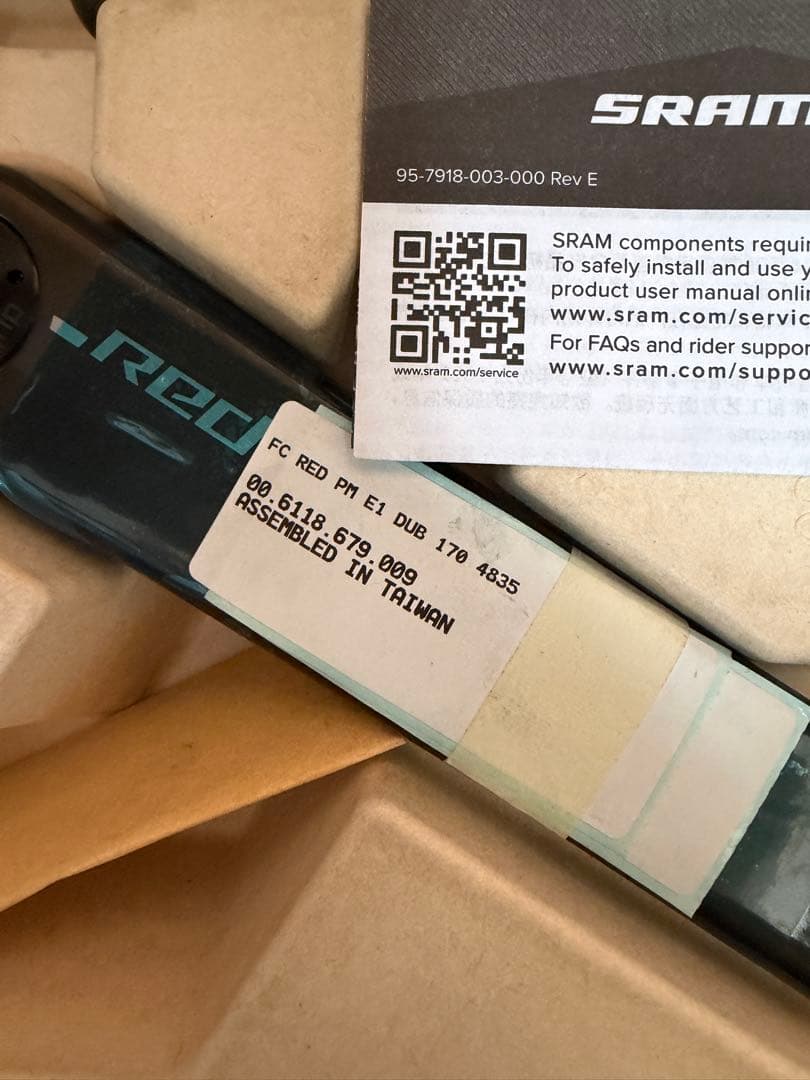 SRAM
95-7918-003-000 Rev E
SRAM components requi
To safely install and use y
product user manual onli
www.sram.com/servic
For FAQs and rider suppor
www.sram.com/suppo
www.sram.com/service
Red
FC RED PM E1 DUB 170 4835
00.6118.679.009
ASSEMBLED IN TAIWAN